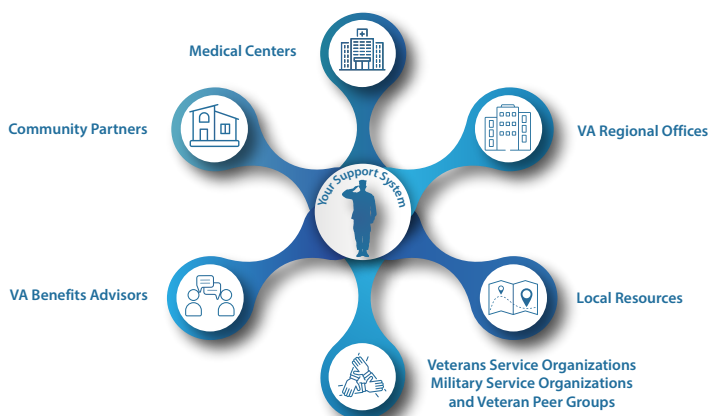 Medical Centers
Community Partners
VA Regional Offices
Your Support System
VA Benefits Advisors
Local Resources
Veterans Service Organizations
Military Service Organizations
and Veteran Peer Groups